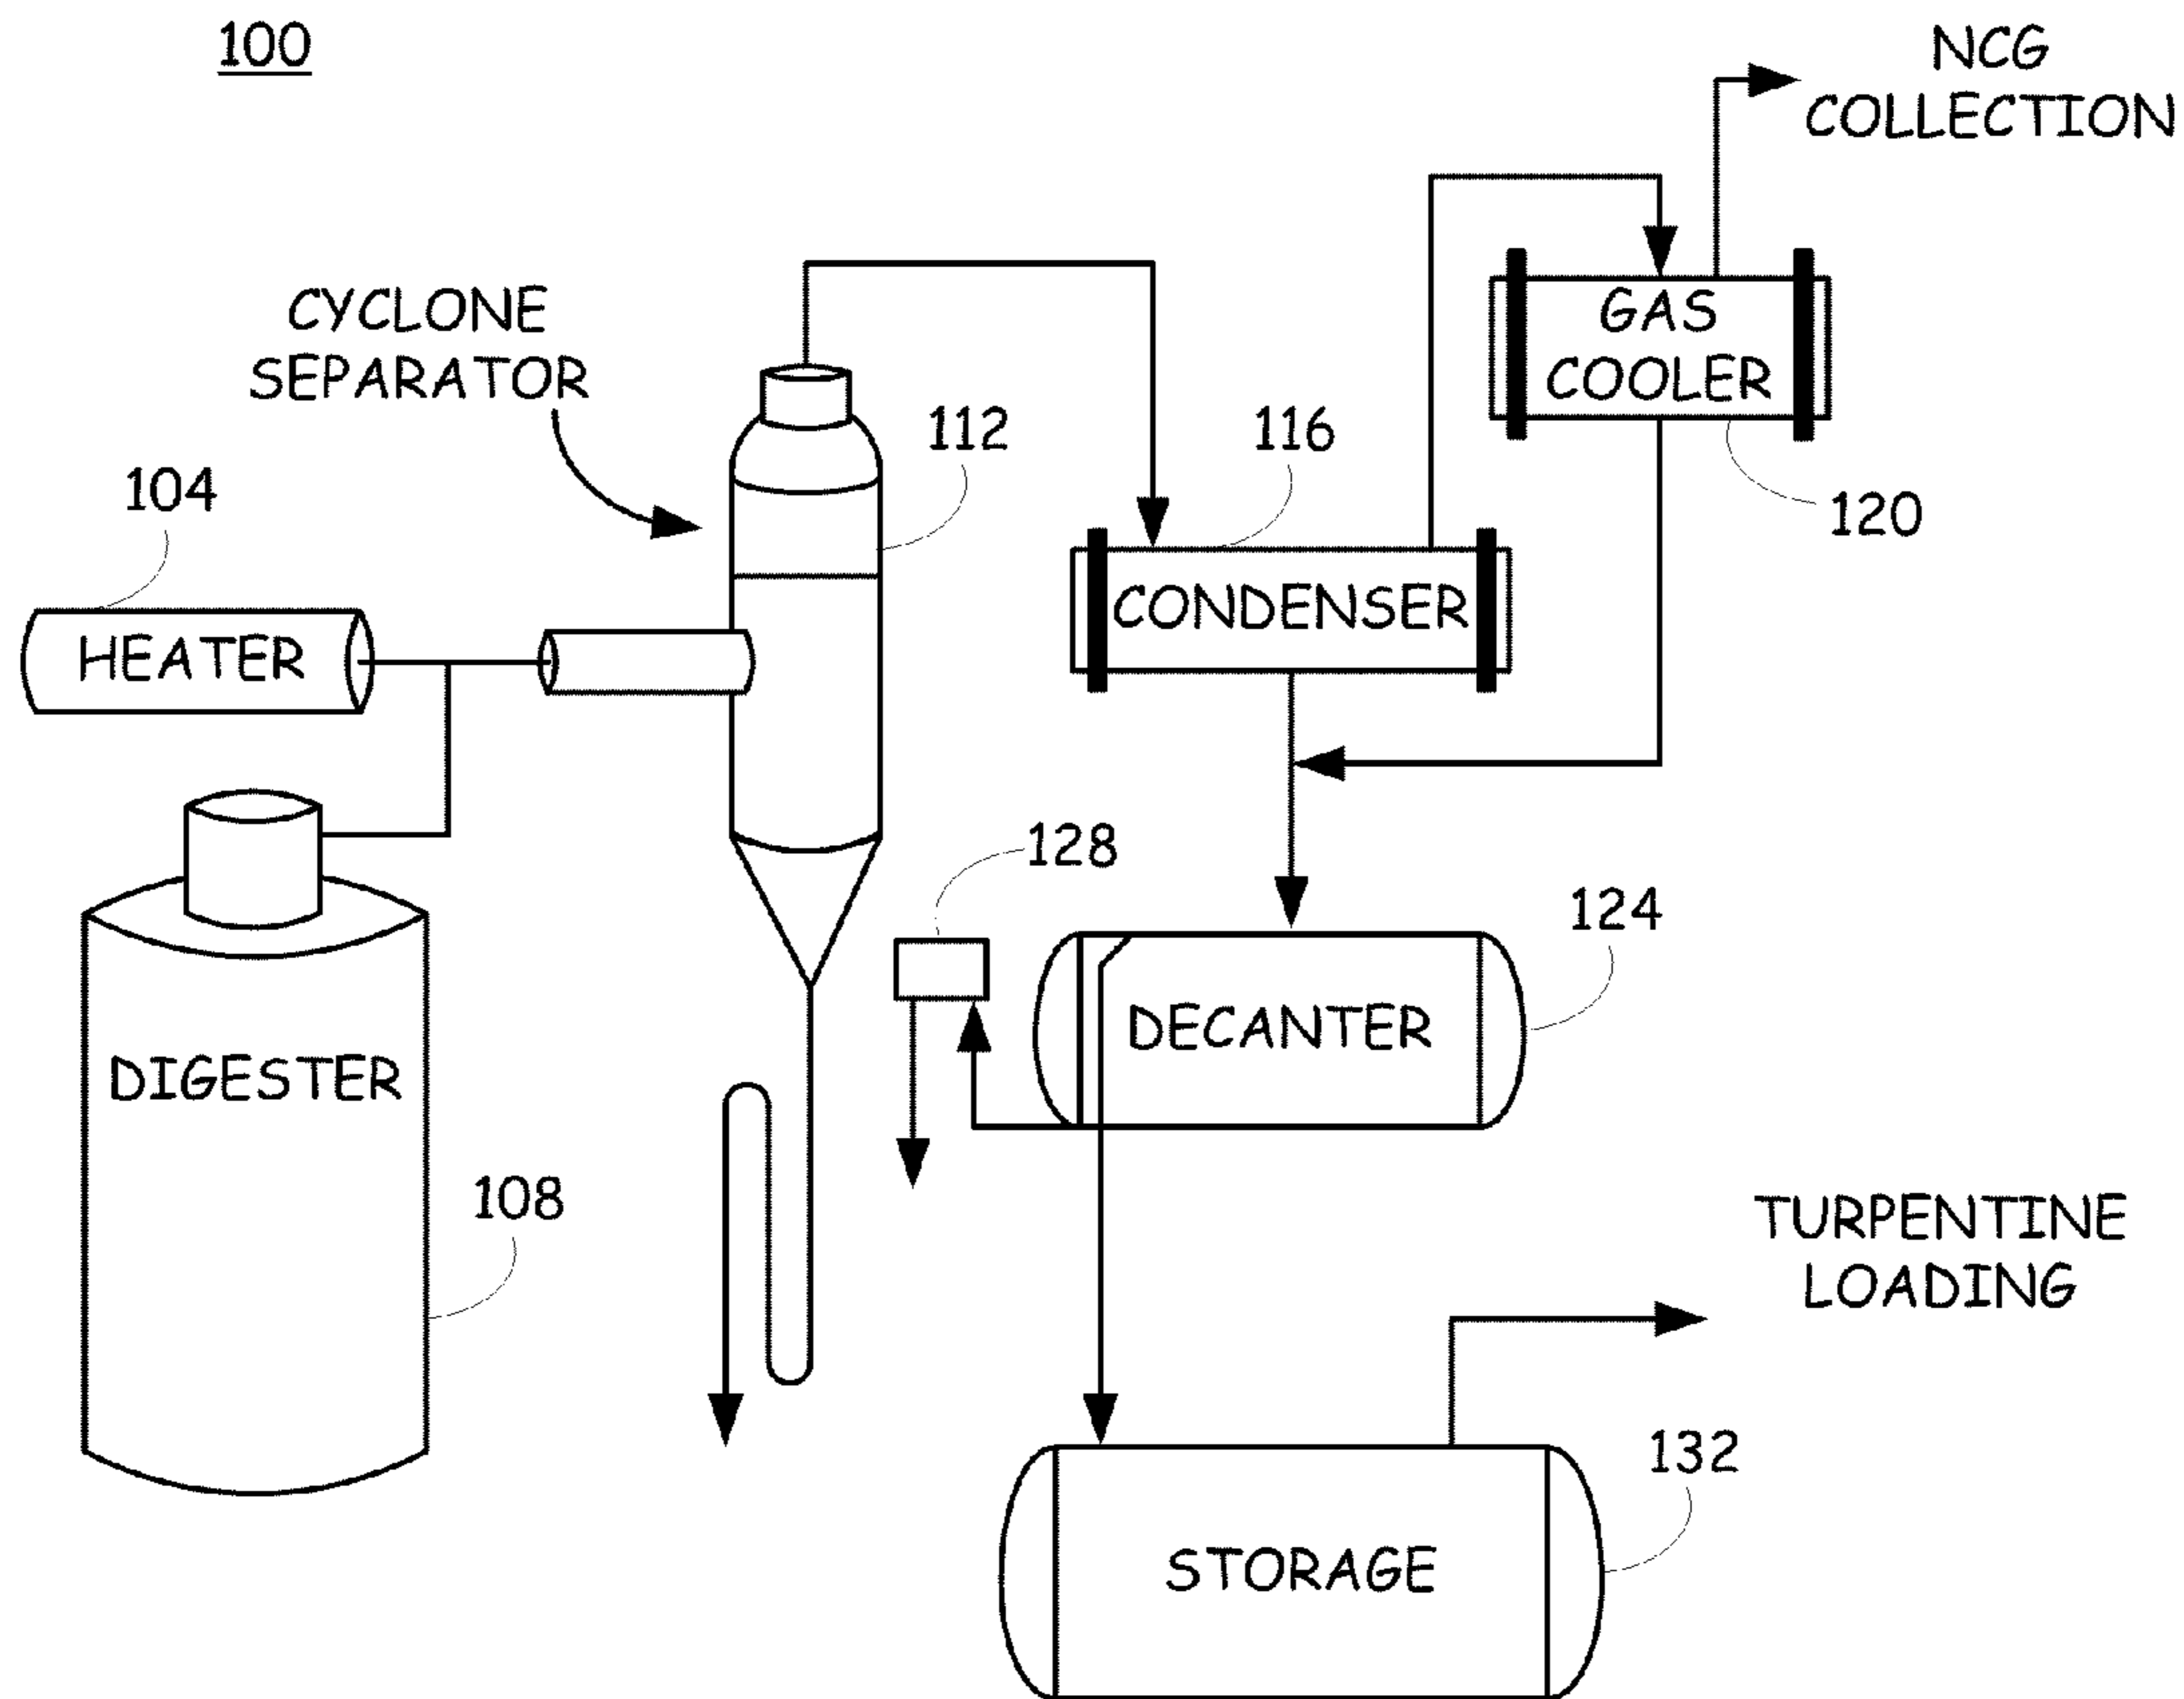 100
NCG
COLLECTION
CYCLONE
SEPARATOR
GAS
COOLER
112
116
120
104
HEATER
CONDENSER
128
124
DECANTER
DIGESTER
108
TURPENTINE
LOADING
132
STORAGE